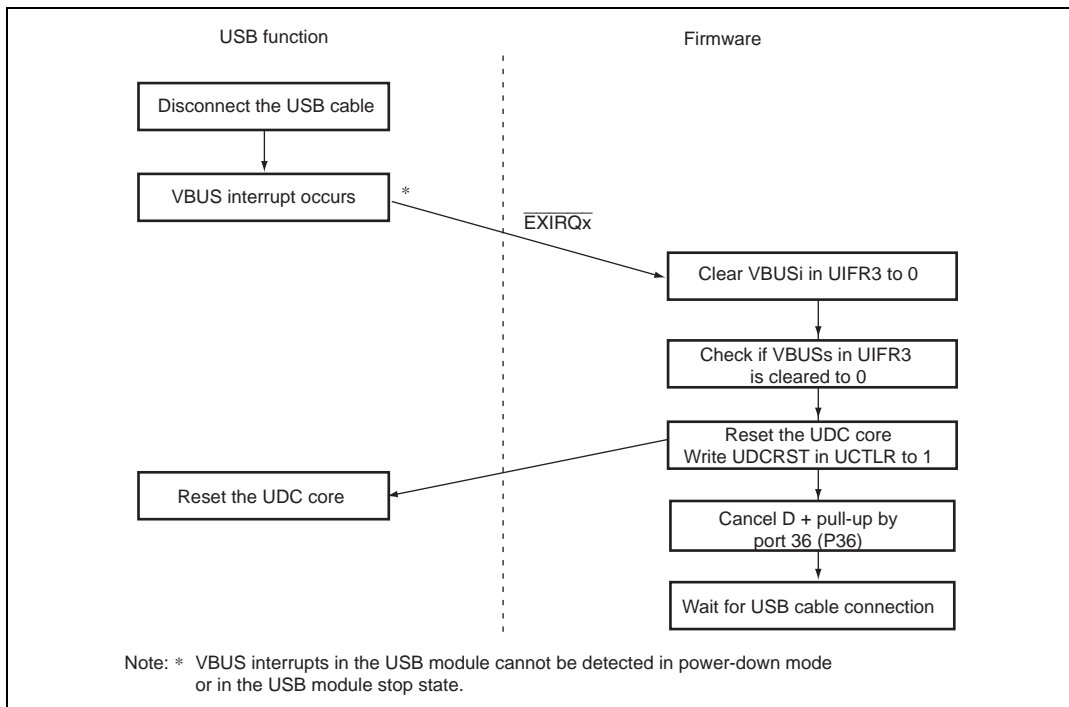 USB function
Firmware
Disconnect the USB cable
VBUS interrupt occurs
*
EXIRQx
Clear VBUSi in UIFR3 to 0
Check if VBUSs in UIFR3
is cleared to 0
Reset the UDC core
Write UDCRST in UCTLR to 1
Reset the UDC core
Cancel D + pull-up by
port 36 (P36)
Wait for USB cable connection
Note: * VBUS interrupts in the USB module cannot be detected in power-down mode
or in the USB module stop state.